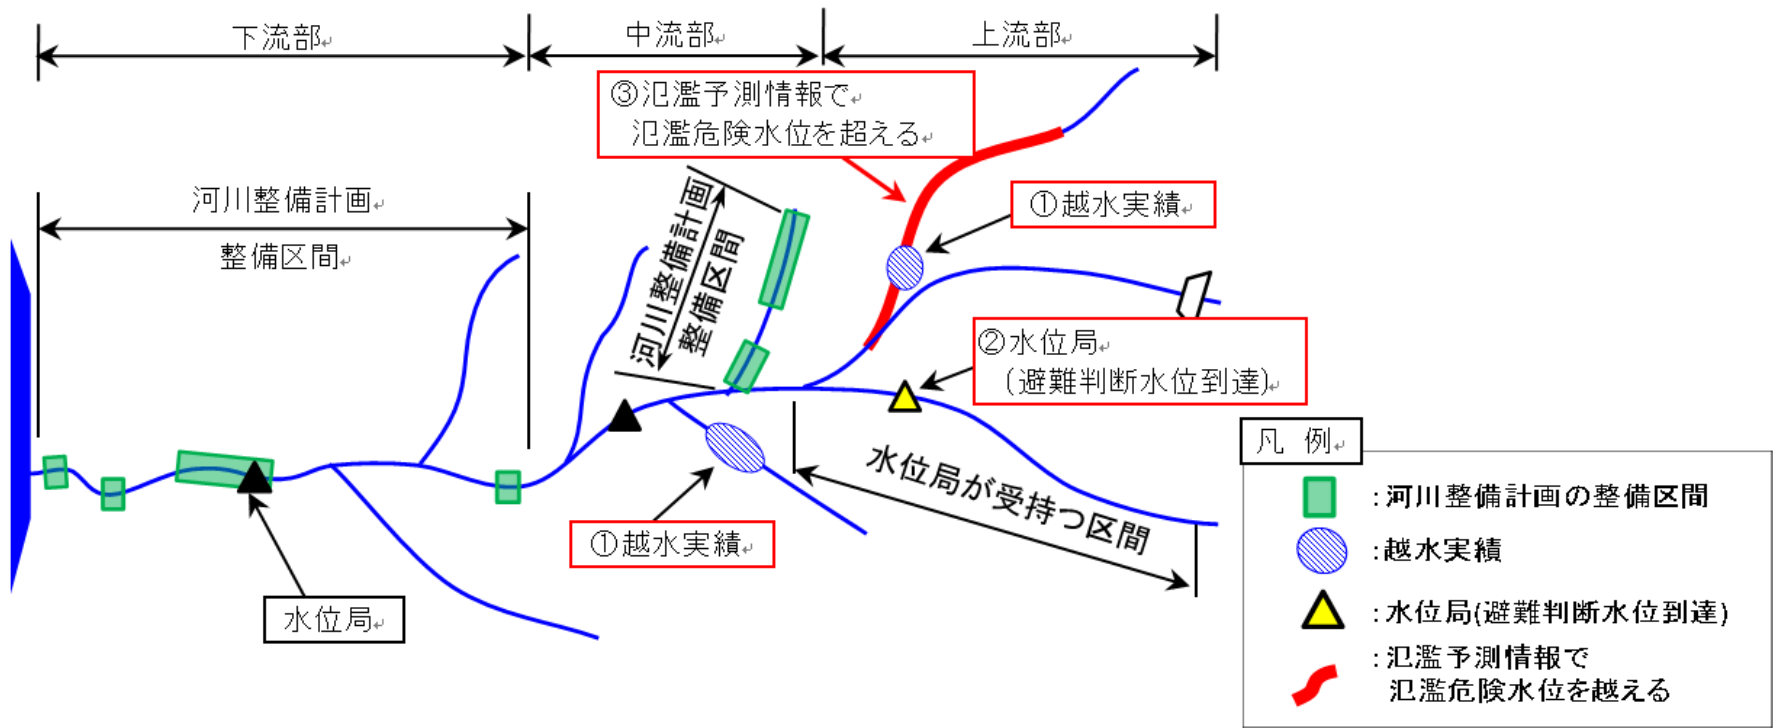 下流部
中流部
上流部
③氾濫予測情報で
氾濫危険水位を超える
河川整備計画
整備区間
河川整備計画
整備区間
①越水実績
②水位局
(避難判断水位到達)
水位局が受持つ区間
①越水実績
水位局
凡 例
:河川整備計画の整備区間
:越水実績
:水位局(避難判断水位到達)
:氾濫予測情報で
氾濫危険水位を越える